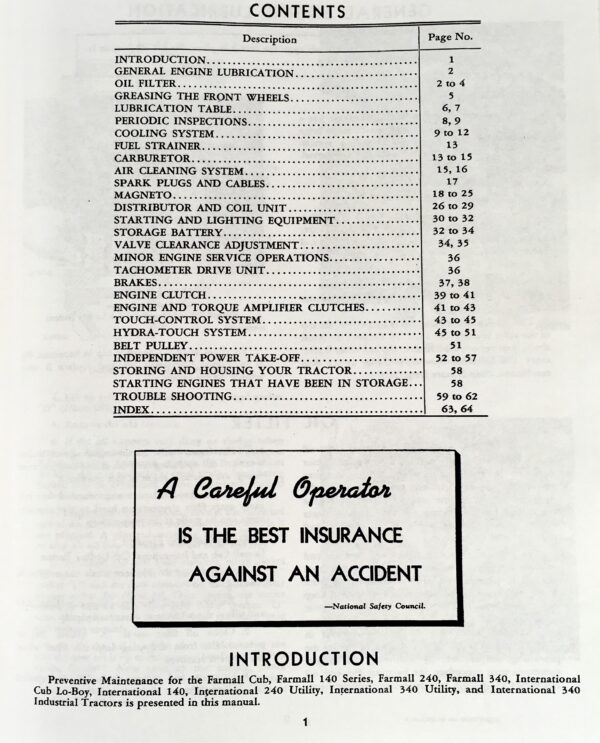 CONTENTS
Description Page No.
INTRODUCTION 1
GENERAL ENGINE LUBRICATION 2
OIL FILTER 2 to 4
GREASING THE FRONT WHEELS 5
LUBRICATION TABLE 6, 7
PERIODIC INSPECTIONS 8, 9
COOLING SYSTEM 9 to 12
FUEL STRAINER 13
CARBURETOR 13 to 15
AIR CLEANING SYSTEM 15, 16
SPARK PLUGS AND CABLES 17
MAGNETO 18 to 25
DISTRIBUTOR AND COIL UNIT 26 to 29
STARTING AND LIGHTING EQUIPMENT 30 to 32
STORAGE BATTERY 32 to 34
VALVE CLEARANCE ADJUSTMENT 34, 35
MINOR ENGINE SERVICE OPERATIONS 36
TACHOMETER DRIVE UNIT 36
BRAKES 37, 38
ENGINE CLUTCH 39 to 41
ENGINE AND TORQUE AMPLIFIER CLUTCHES 41 to 43
TOUCH-CONTROL SYSTEM 43 to 45
HYDRA-TOUCH SYSTEM 45 to 51
BELT PULLEY 51
INDEPENDENT POWER TAKE-OFF 52 to 57
STORING AND HOUSING YOUR TRACTOR 58
STARTING ENGINES THAT HAVE BEEN IN STORAGE 58
TROUBLE SHOOTING 59 to 62
INDEX 63, 64
A Careful Operator
IS THE BEST INSURANCE
AGAINST AN ACCIDENT
—National Safety Council.
INTRODUCTION
Preventive Maintenance for the Farmall Cub, Farmall 140 Series, Farmall 240, Farmall 340, International
Cub Lo-Boy, International 140, International 240 Utility, International 340 Utility, and International 340
Industrial Tractors is presented in this manual.
1